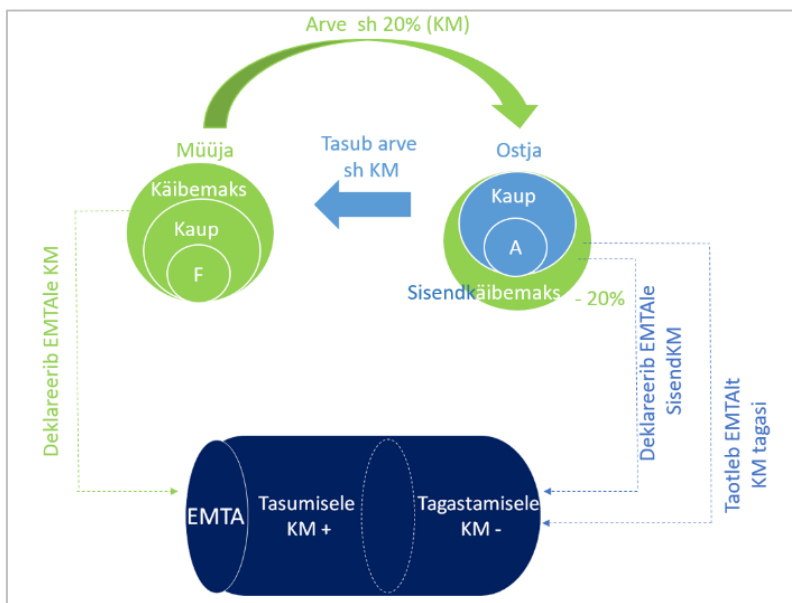 Arve sh 20% (KM)
Müüja
Tasub arve
sh KM
Ostja
Käibemaks
Kaup
F
Kaup
A
Sisendkäibemaks
- 20%
Deklareerib EMTAle KM
Deklareerib EMTAle
SisendKM
Taotleb EMTAlt
KM tagasi
EMTA
Tasumisele
KM +
Tagastamisele
KM -